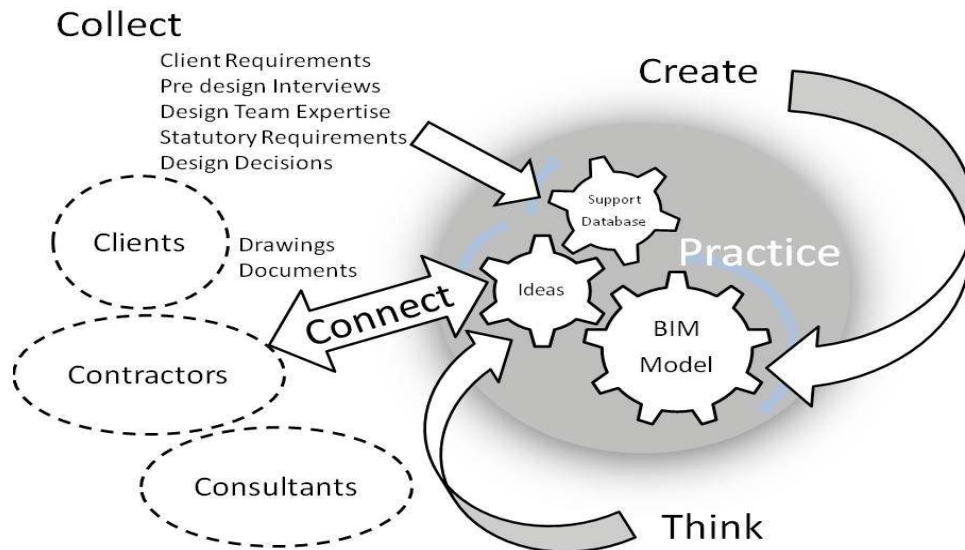 Collect
Client Requirements
Pre design Interviews
Design Team Expertise
Statutory Requirements
Design Decisions
Create
Support
Database
Practice
Clients
Drawings
Documents
Connect
Ideas
BIM
Model
Contractors
Consultants
Think